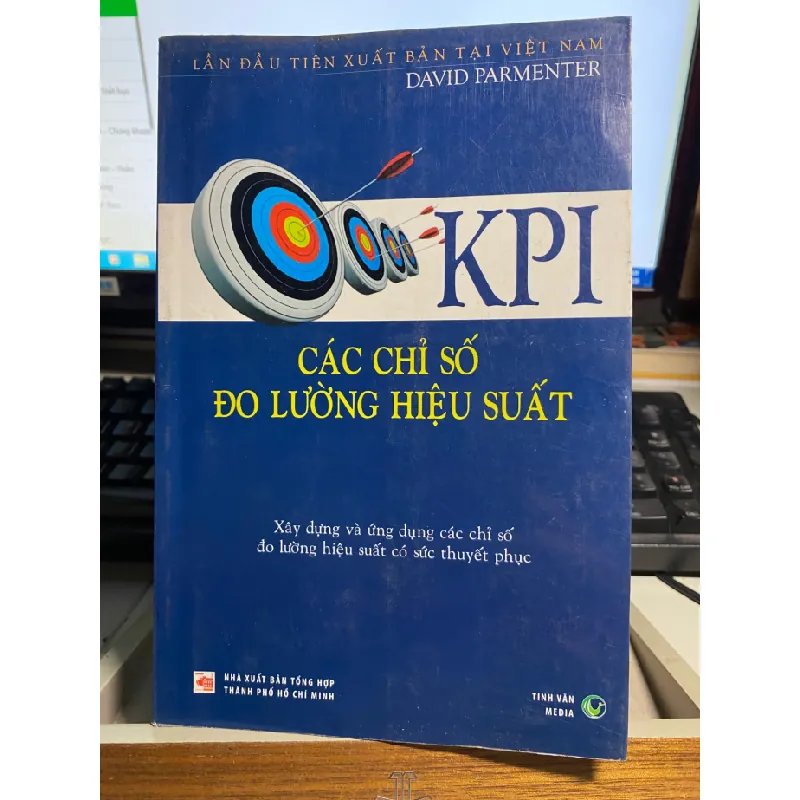 LẦN ĐẦU TIÊN XUẤT BẢN TẠI VIỆT NAM
DAVID PARMENTER
KPI
CÁC CHỈ SỐ
ĐO LƯỜNG HIỆU SUẤT
Xây dựng và ứng dụng các chỉ số
đo lường hiệu suất có sức thuyết phục
NHÀ XUẤT BẢN TỔNG HỢP
THÀNH PHỐ HỒ CHÍ MINH
TINH VĂN
MEDIA